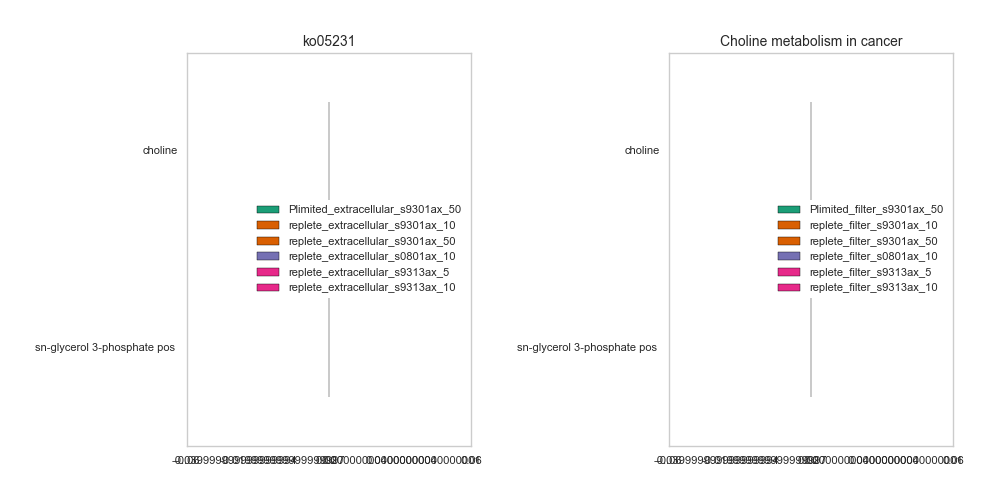 ko05231
Choline metabolism in cancer
choline
Plimited_extracellular_s9301ax_50
replete_extracellular_s9301ax_10
replete_extracellular_s9301ax_50
replete_extracellular_s0801ax_10
replete_extracellular_s9313ax_5
replete_extracellular_s9313ax_10
sn-glycerol 3-phosphate pos
choline
Plimited_filter_s9301ax_50
replete_filter_s9301ax_10
replete_filter_s9301ax_50
replete_filter_s0801ax_10
replete_filter_s9313ax_5
replete_filter_s9313ax_10
sn-glycerol 3-phosphate pos